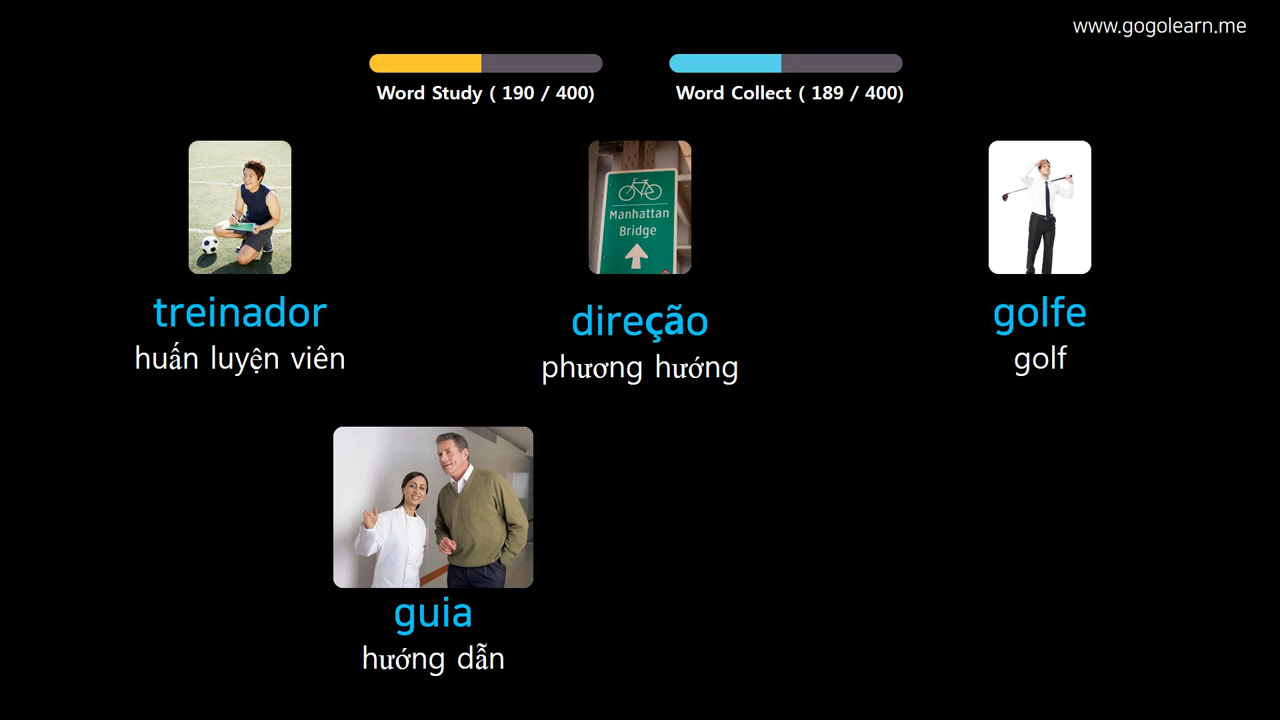 www.gogolearn.me
Word Study ( 190 / 400)
Word Collect ( 189 / 400)
Manhattan
Bridge
treinador
huấn luyện viên
direção
phương hướng
golfe
golf
guia
hướng dẫn